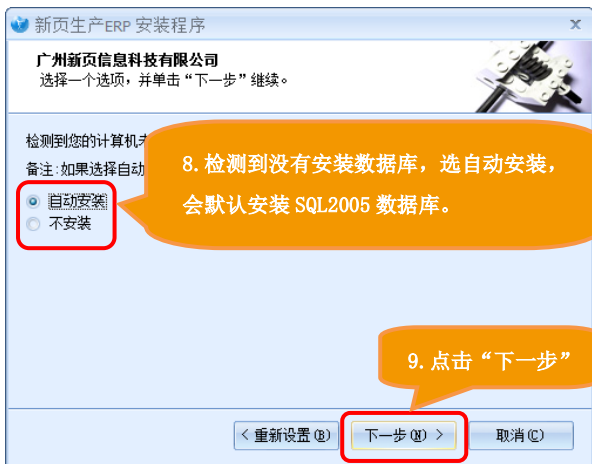 新页生产ERP 安装程序
x
广州新页信息科技有限公司
选择一个选项，并单击“下一步”继续。
检测到您的计算机
备注:如果选择自动
8.检测到没有安装数据库，选自动安装，
会默认安装 SQL2005 数据库。
自动安装
不安装
9.点击“下一步”
< 重新设置(B)
下一步(N) >
取消(C)